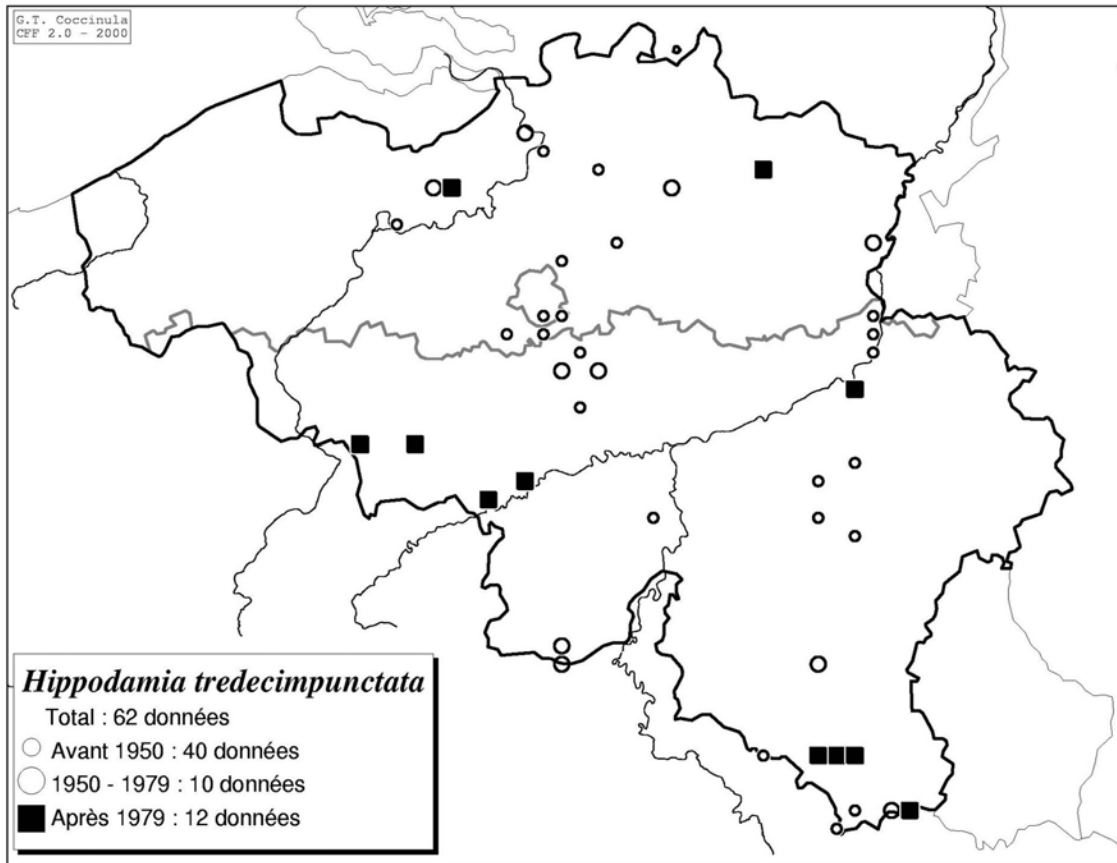 G.T. Coccinula
CFF 2.0 - 2000
Hippodamia tredecimpunctata
Total : 62 données
Avant 1950 : 40 données
1950 - 1979 : 10 données
Après 1979 : 12 données